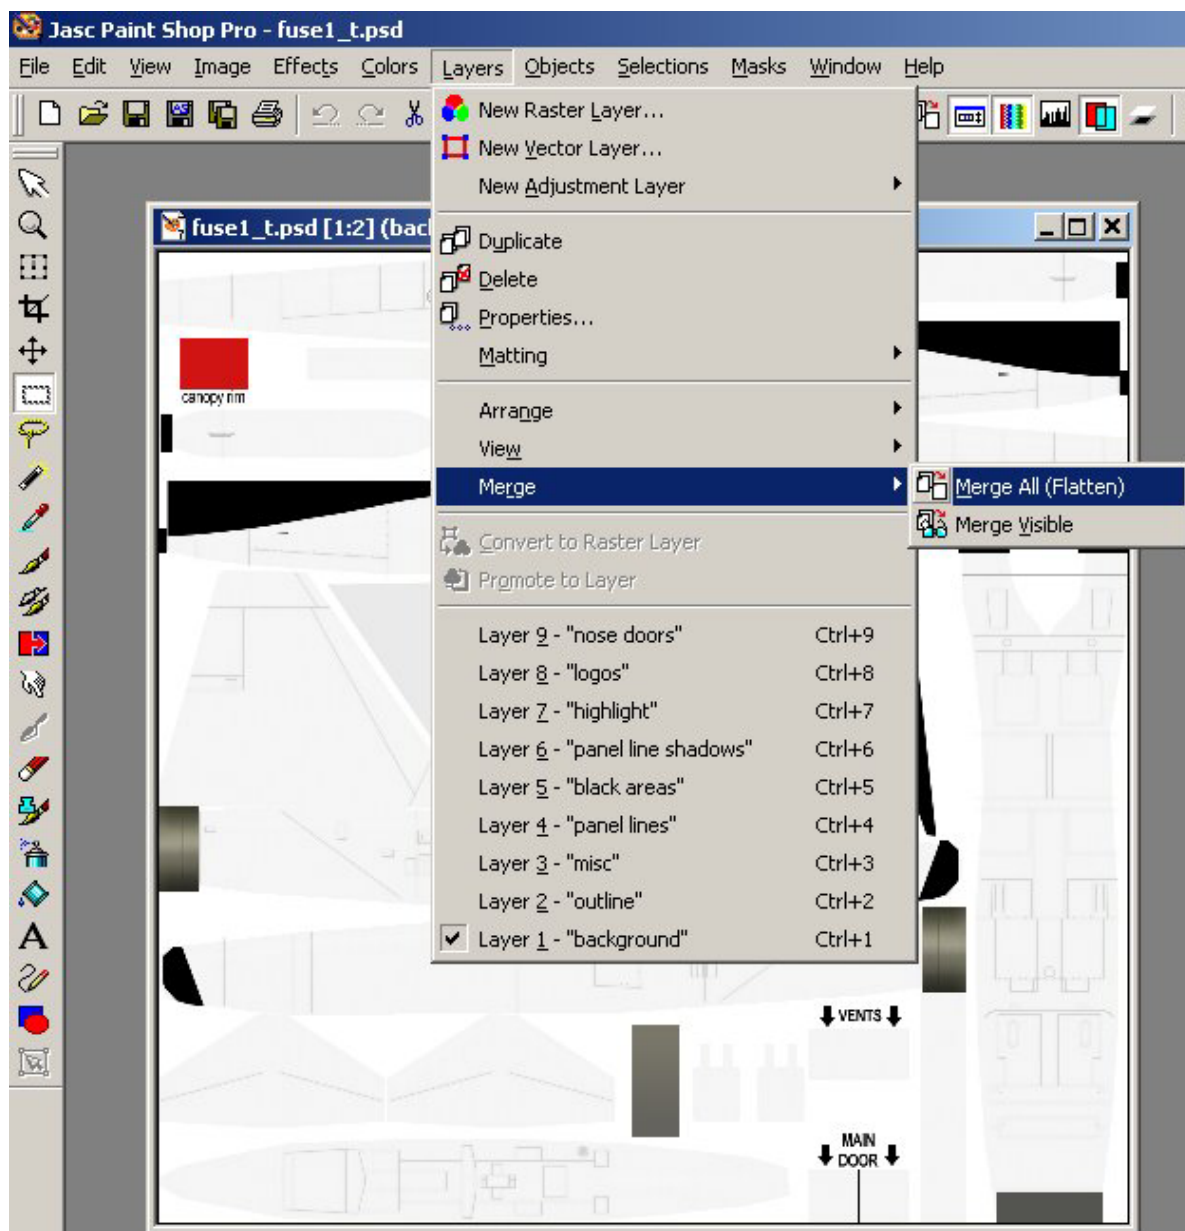 Jasc Paint Shop Pro - fuse1_t.psd
File Edit View Image Effects Colors Layers Objects Selections Masks Window Help
New Raster Layer...
New Vector Layer...
New Adjustment Layer
fuse1_t.psd [1:2] (bac
Duplicate
Delete
Properties...
Matting
canopy rim
Arrange
View
Merge
Merge All (Flatten)
Merge Visible
Convert to Raster Layer
Promote to Layer
Layer 9 - "nose doors" Ctrl+9
Layer 8 - "logos" Ctrl+8
Layer 7 - "highlight" Ctrl+7
Layer 6 - "panel line shadows" Ctrl+6
Layer 5 - "black areas" Ctrl+5
Layer 4 - "panel lines" Ctrl+4
Layer 3 - "misc" Ctrl+3
Layer 2 - "outline" Ctrl+2
Layer 1 - "background" Ctrl+1
VENTS
MAIN
DOOR